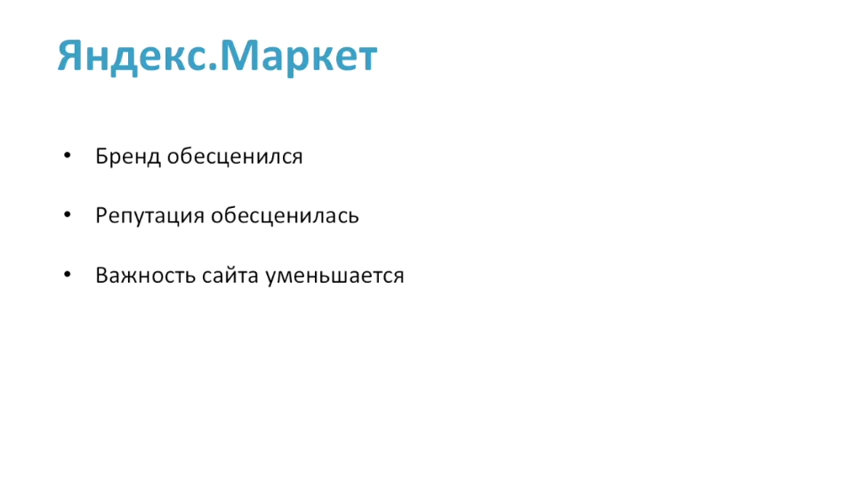 Яндекс.Маркет
• Бренд обесценился
• Репутация обесценилась
• Важность сайта уменьшается